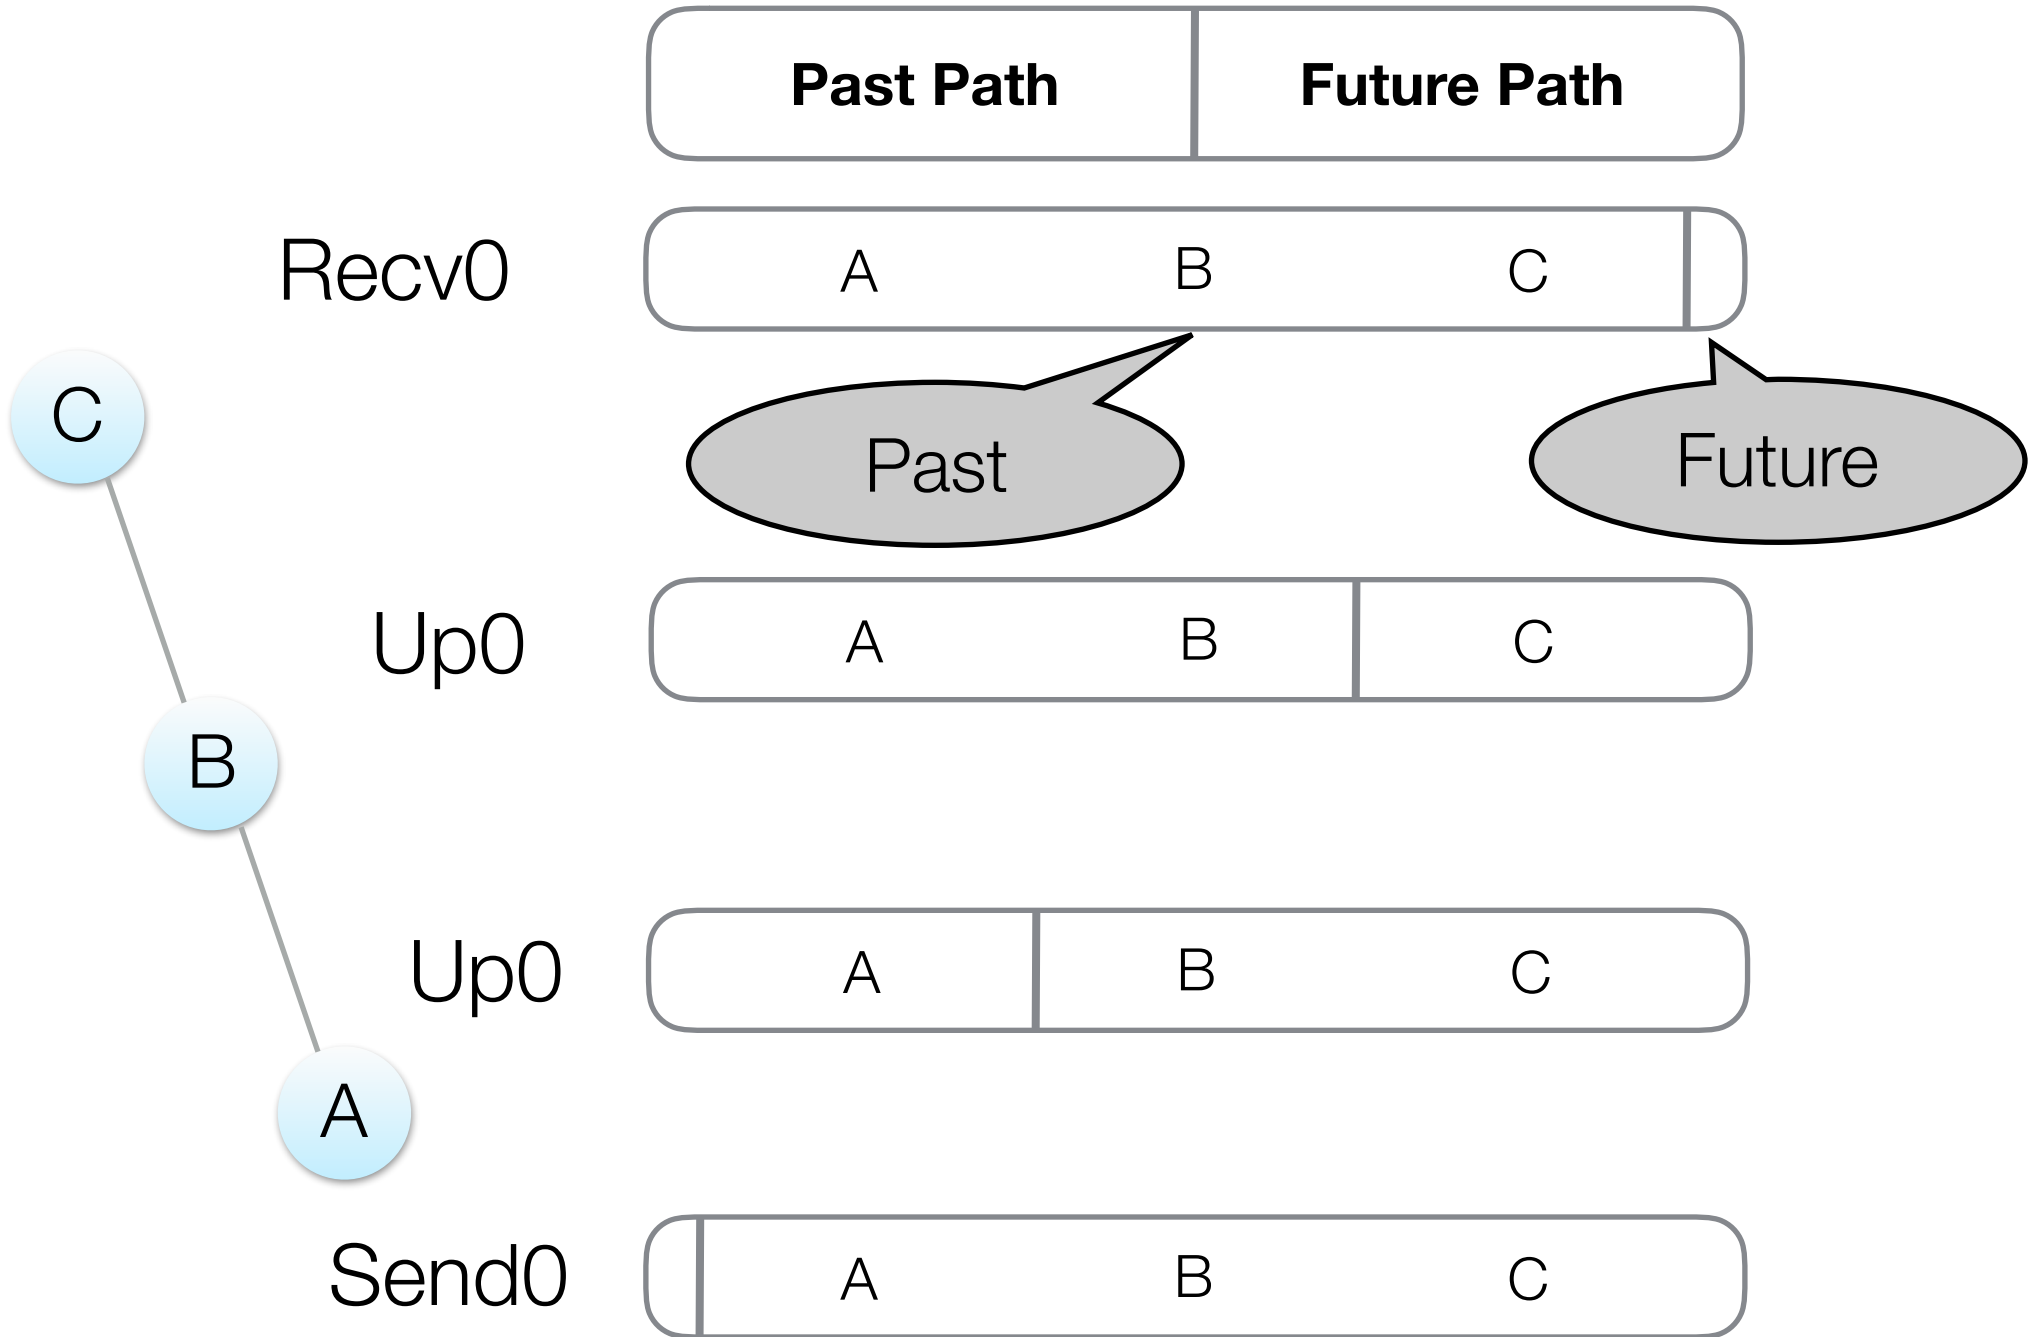 Past Path Future Path
Recv0 A B C
C
Past Future
Up0 A B C
B
Up0 A B C
A
Send0 A B C